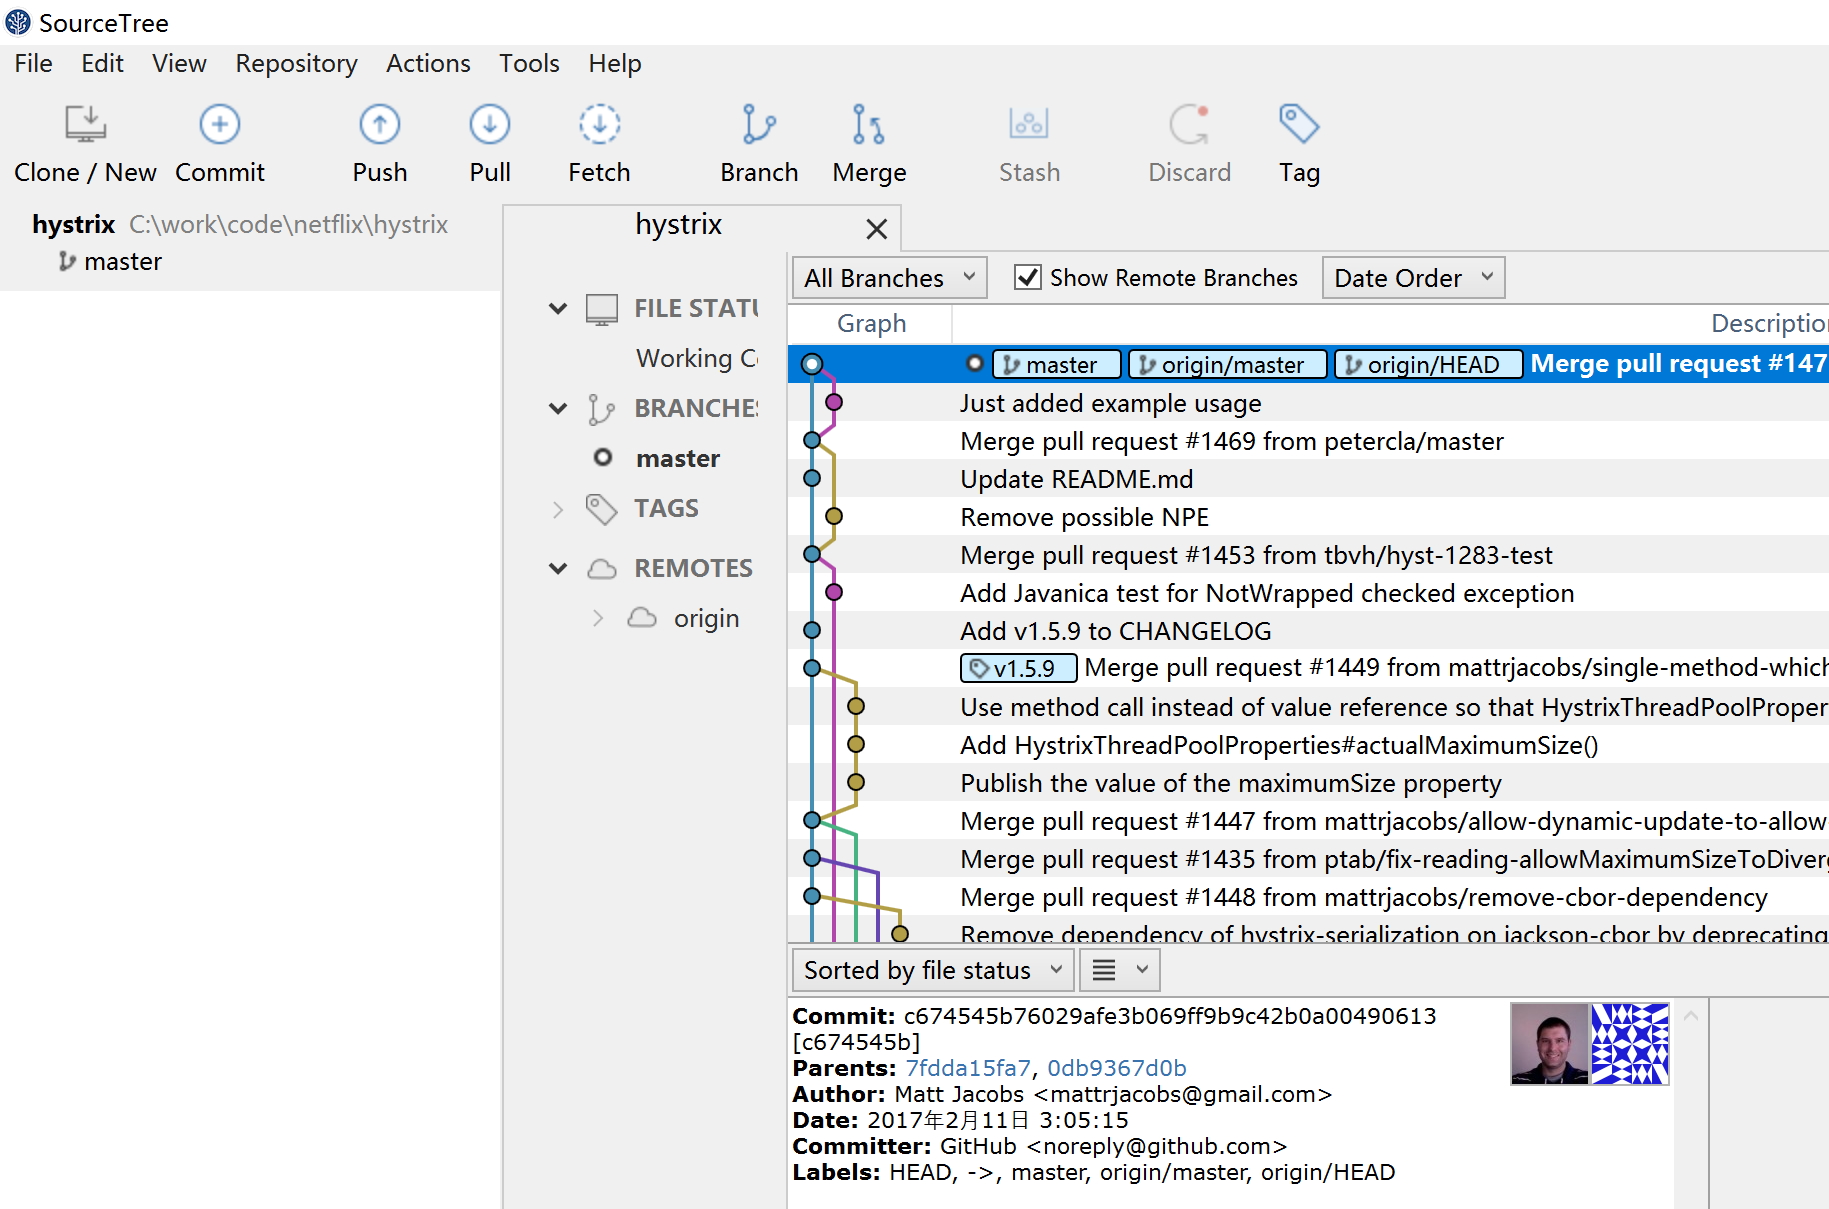 SourceTree
File Edit View Repository Actions Tools Help
Clone / New Commit Push Pull Fetch Branch Merge Stash Discard Tag
hystrix C:\work\code\netflix\hystrix
master
hystrix
FILE STATU
Working Co
BRANCHES
master
TAGS
REMOTES
origin
All Branches Show Remote Branches Date Order
Graph Description
master origin/master origin/HEAD Merge pull request #147
Just added example usage
Merge pull request #1469 from petercla/master
Update README.md
Remove possible NPE
Merge pull request #1453 from tbvh/hyst-1283-test
Add Javanica test for NotWrapped checked exception
Add v1.5.9 to CHANGELOG
v1.5.9 Merge pull request #1449 from mattrjacobs/single-method-which
Use method call instead of value reference so that HystrixThreadPoolProper
Add HystrixThreadPoolProperties#actualMaximumSize()
Publish the value of the maximumSize property
Merge pull request #1447 from mattrjacobs/allow-dynamic-update-to-allow-
Merge pull request #1435 from ptab/fix-reading-allowMaximumSizeToDiverg
Merge pull request #1448 from mattrjacobs/remove-cbor-dependency
Remove dependency of hystrix-serialization on jackson-cbor by deprecating
Sorted by file status
Commit: c674545b76029afe3b069ff9b9c42b0a00490613
[c674545b]
Parents: 7fdda15fa7, 0db9367d0b
Author: Matt Jacobs <mattrjacobs@gmail.com>
Date: 2017年2月11日 3:05:15
Committer: GitHub <noreply@github.com>
Labels: HEAD, ->, master, origin/master, origin/HEAD